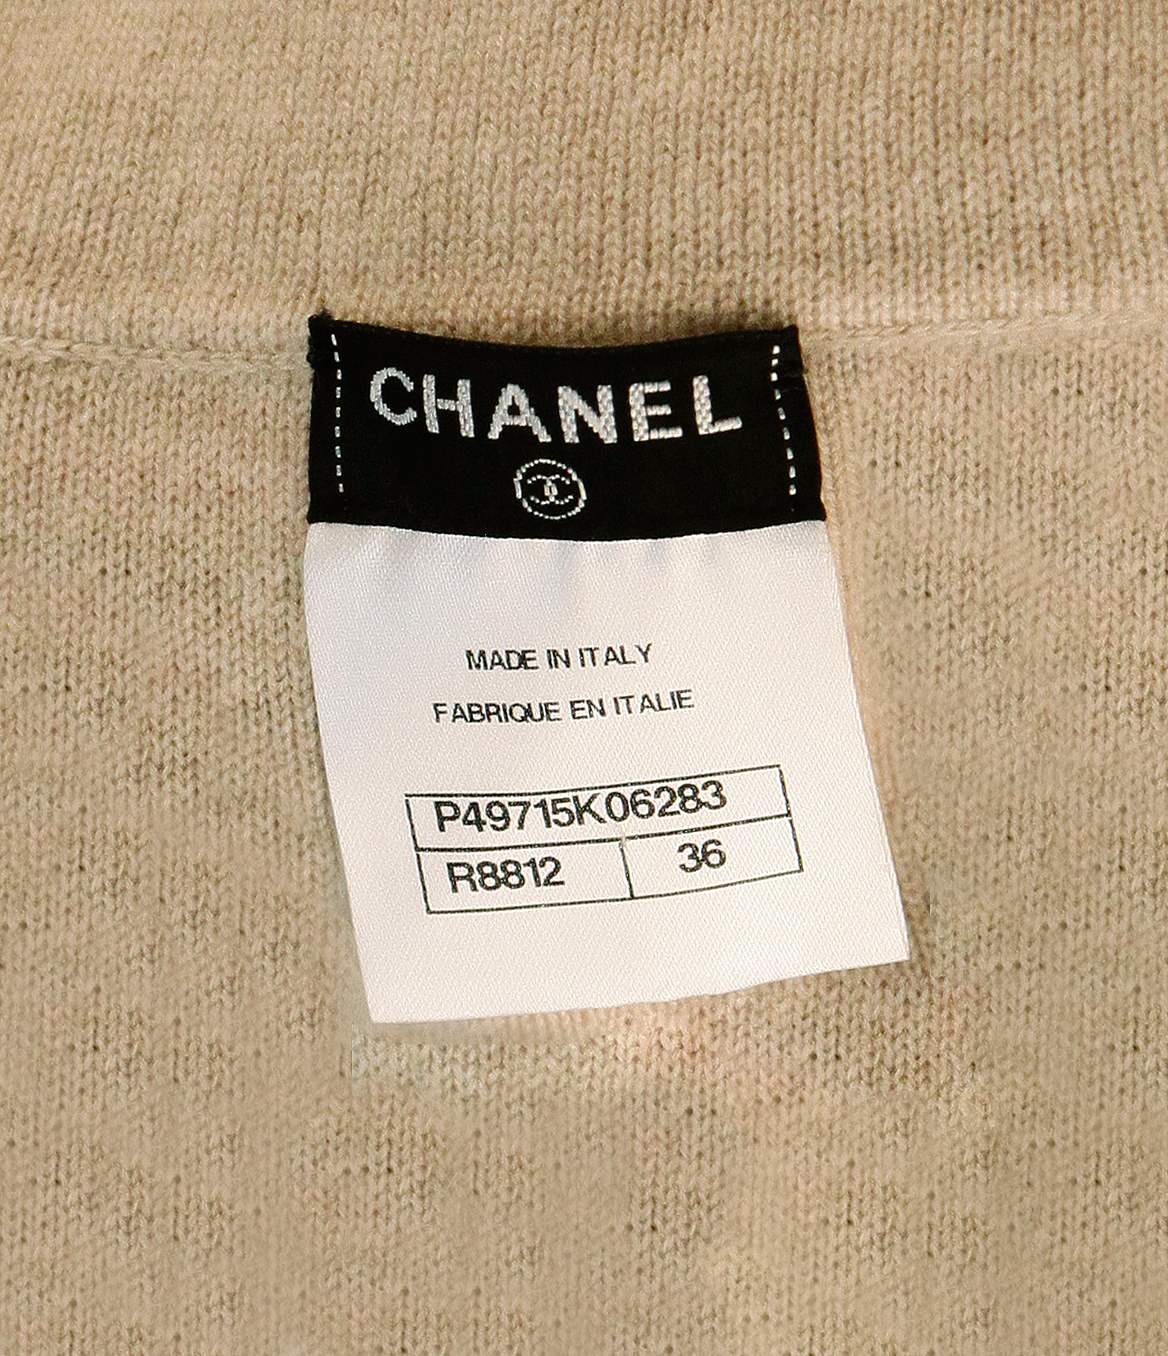 CHANEL
MADE IN ITALY
FABRIQUE EN ITALIE
P49715K06283
R8812 36